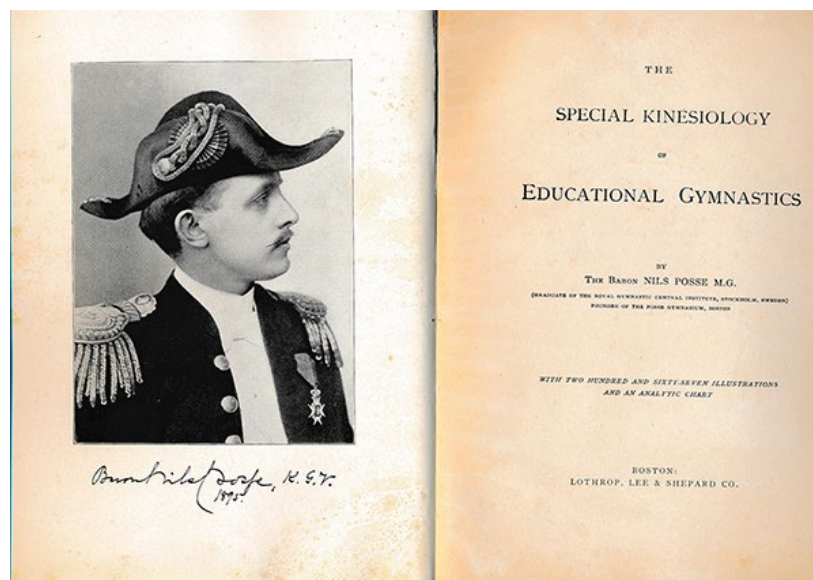 Baron Nils Posse, K. G. V.
1895.
THE
SPECIAL KINESIOLOGY
OF
EDUCATIONAL GYMNASTICS
BY
THE BARON NILS POSSE M.G.
(GRADUATE OF THE ROYAL GYMNASTIC CENTRAL INSTITUTE, STOCKHOLM, SWEDEN)
FOUNDER OF THE POSSE GYMNASIUM, BOSTON
WITH TWO HUNDRED AND SIXTY-SEVEN ILLUSTRATIONS
AND AN ANALYTIC CHART
BOSTON:
LOTHROP, LEE & SHEPARD CO.